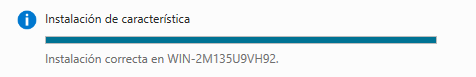 Instalación de característica
Instalación correcta en WIN-2M135U9VH92.